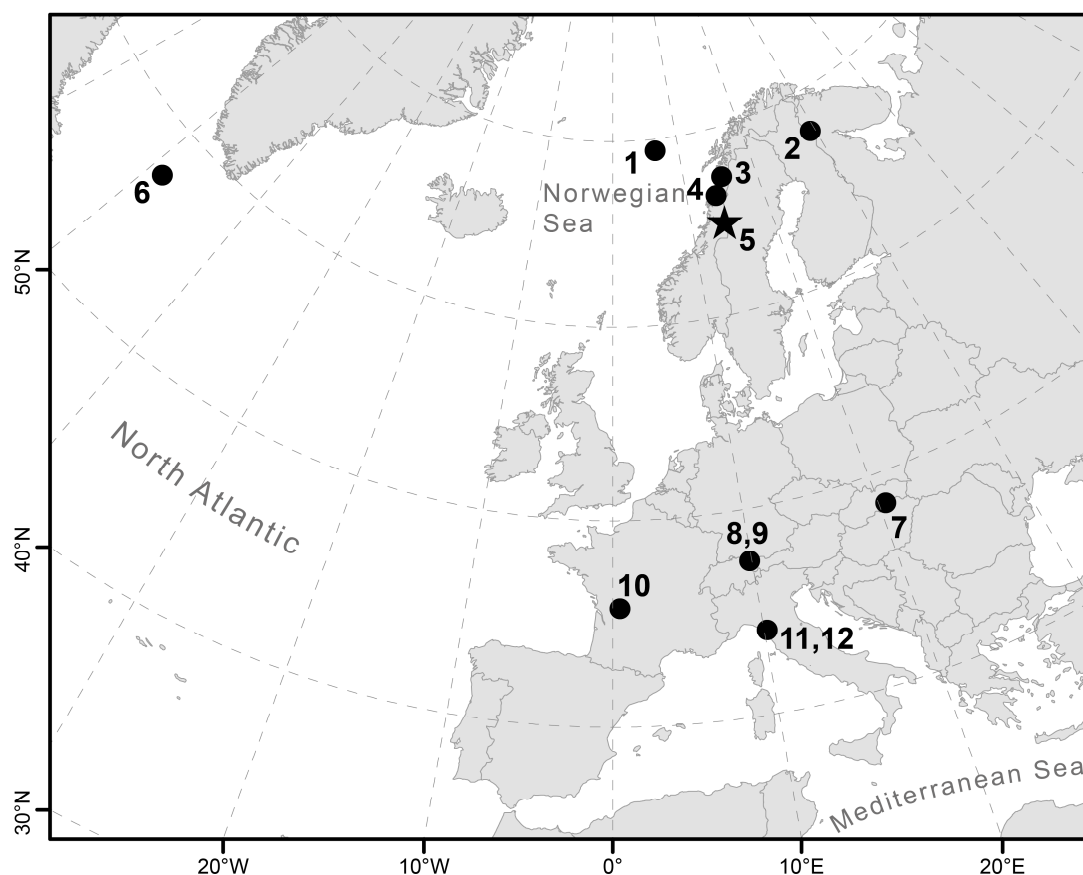 1
2
3
Norwegian
4
6
Sea
5
50°N
North Atlantic
7
8,9
40°N
10
11,12
Mediterranean Sea
30°N
20°W
10°W
0°
10°E
20°E